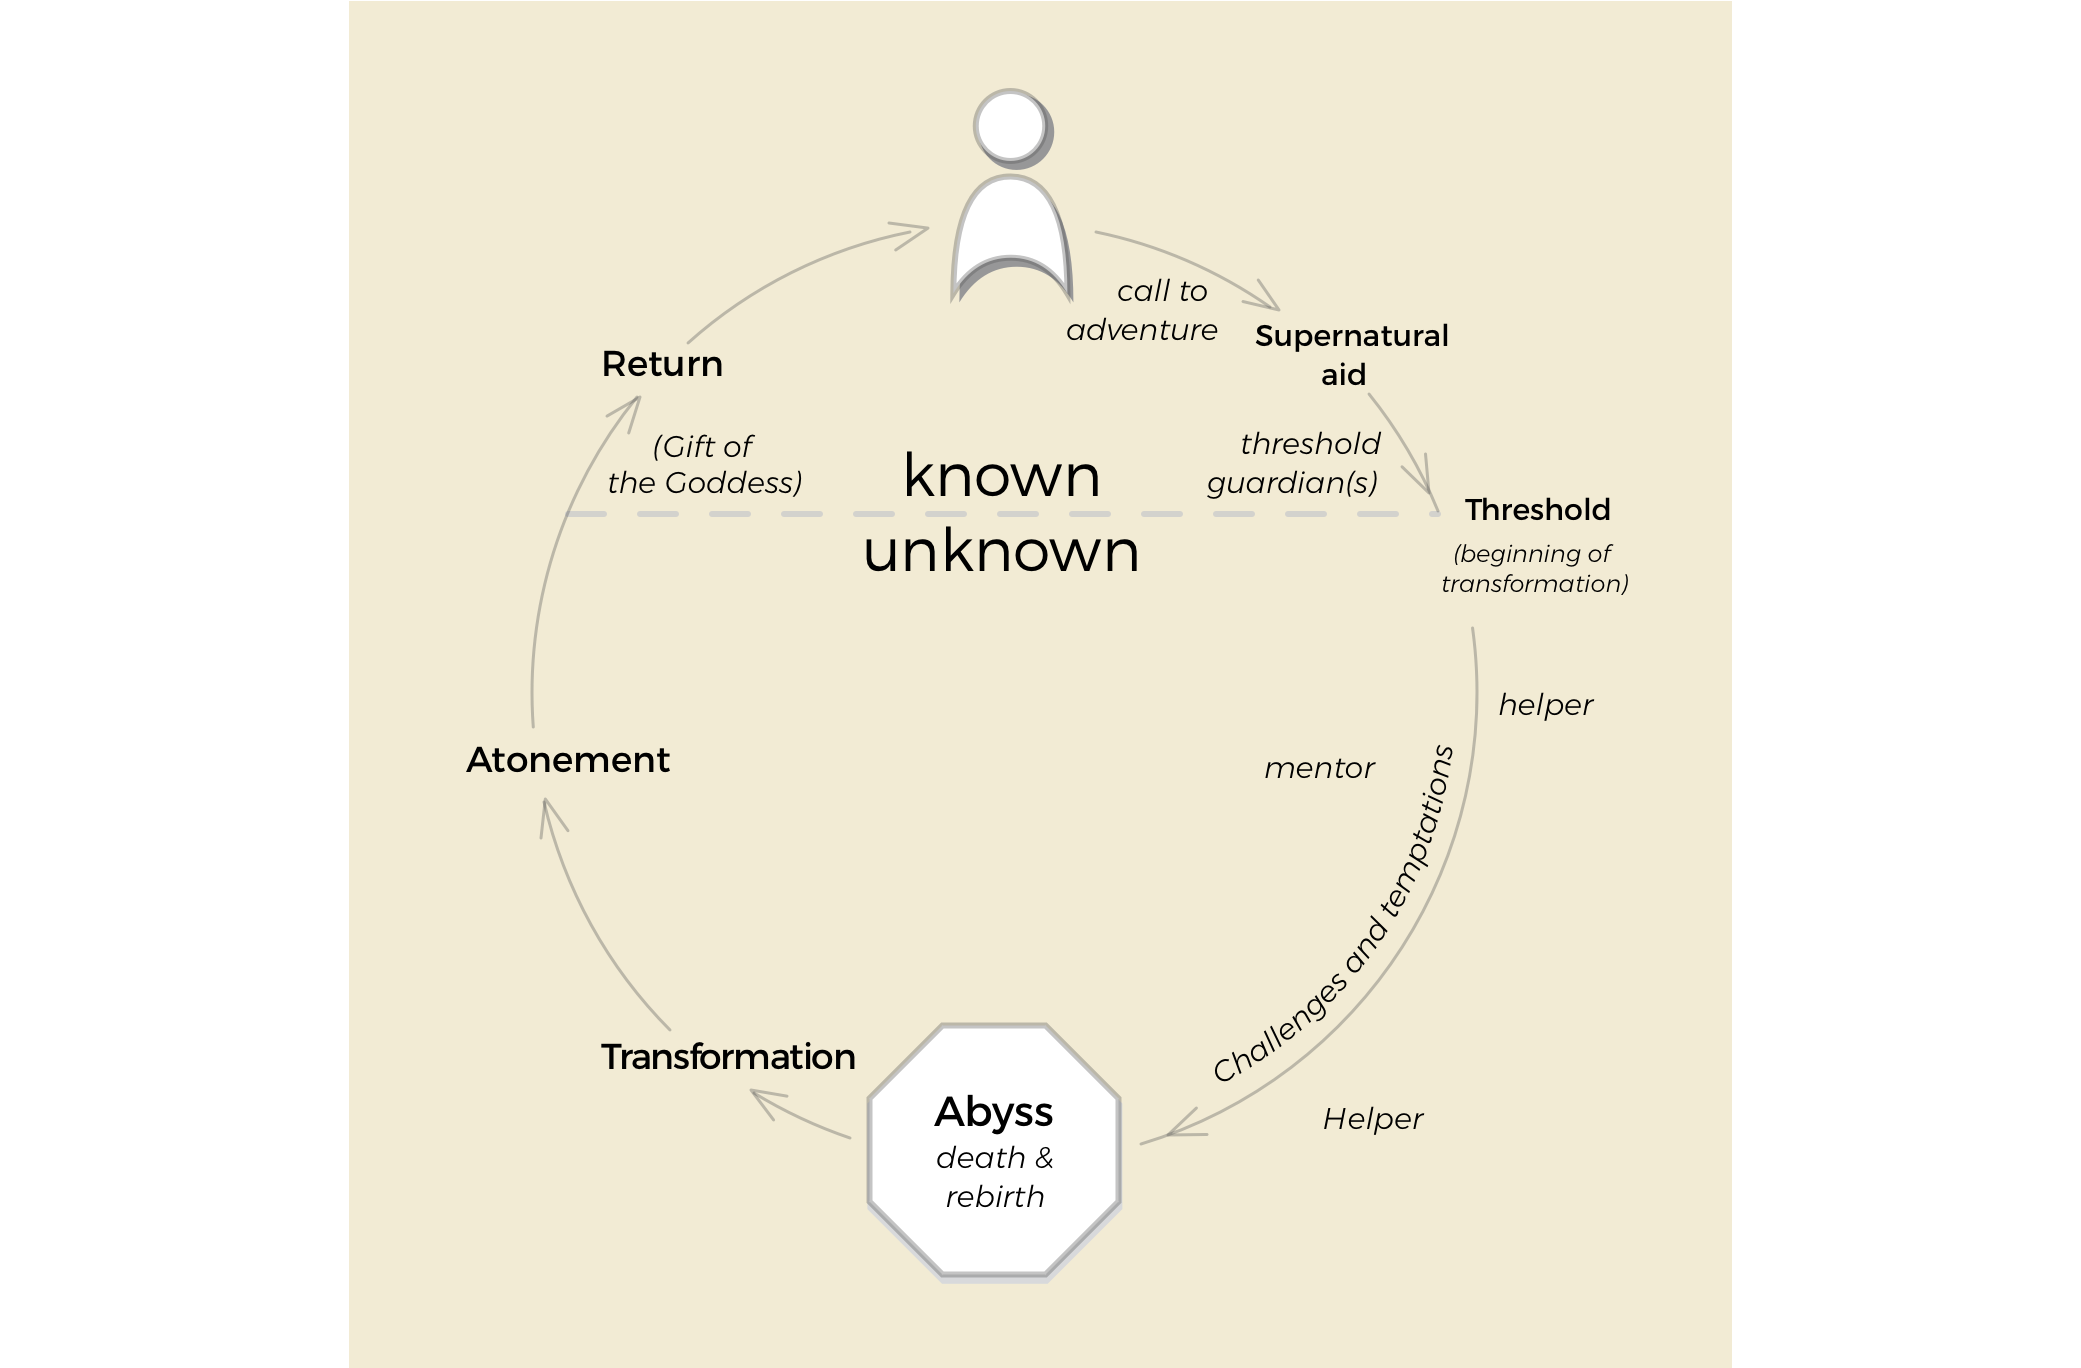 call to
adventure
Supernatural
aid
Return
(Gift of
the Goddess)
known
threshold
guardian(s)
Threshold
(beginning of
transformation)
unknown
helper
mentor
Challenges and temptations
Atonement
Helper
Transformation
Abyss
death &
rebirth